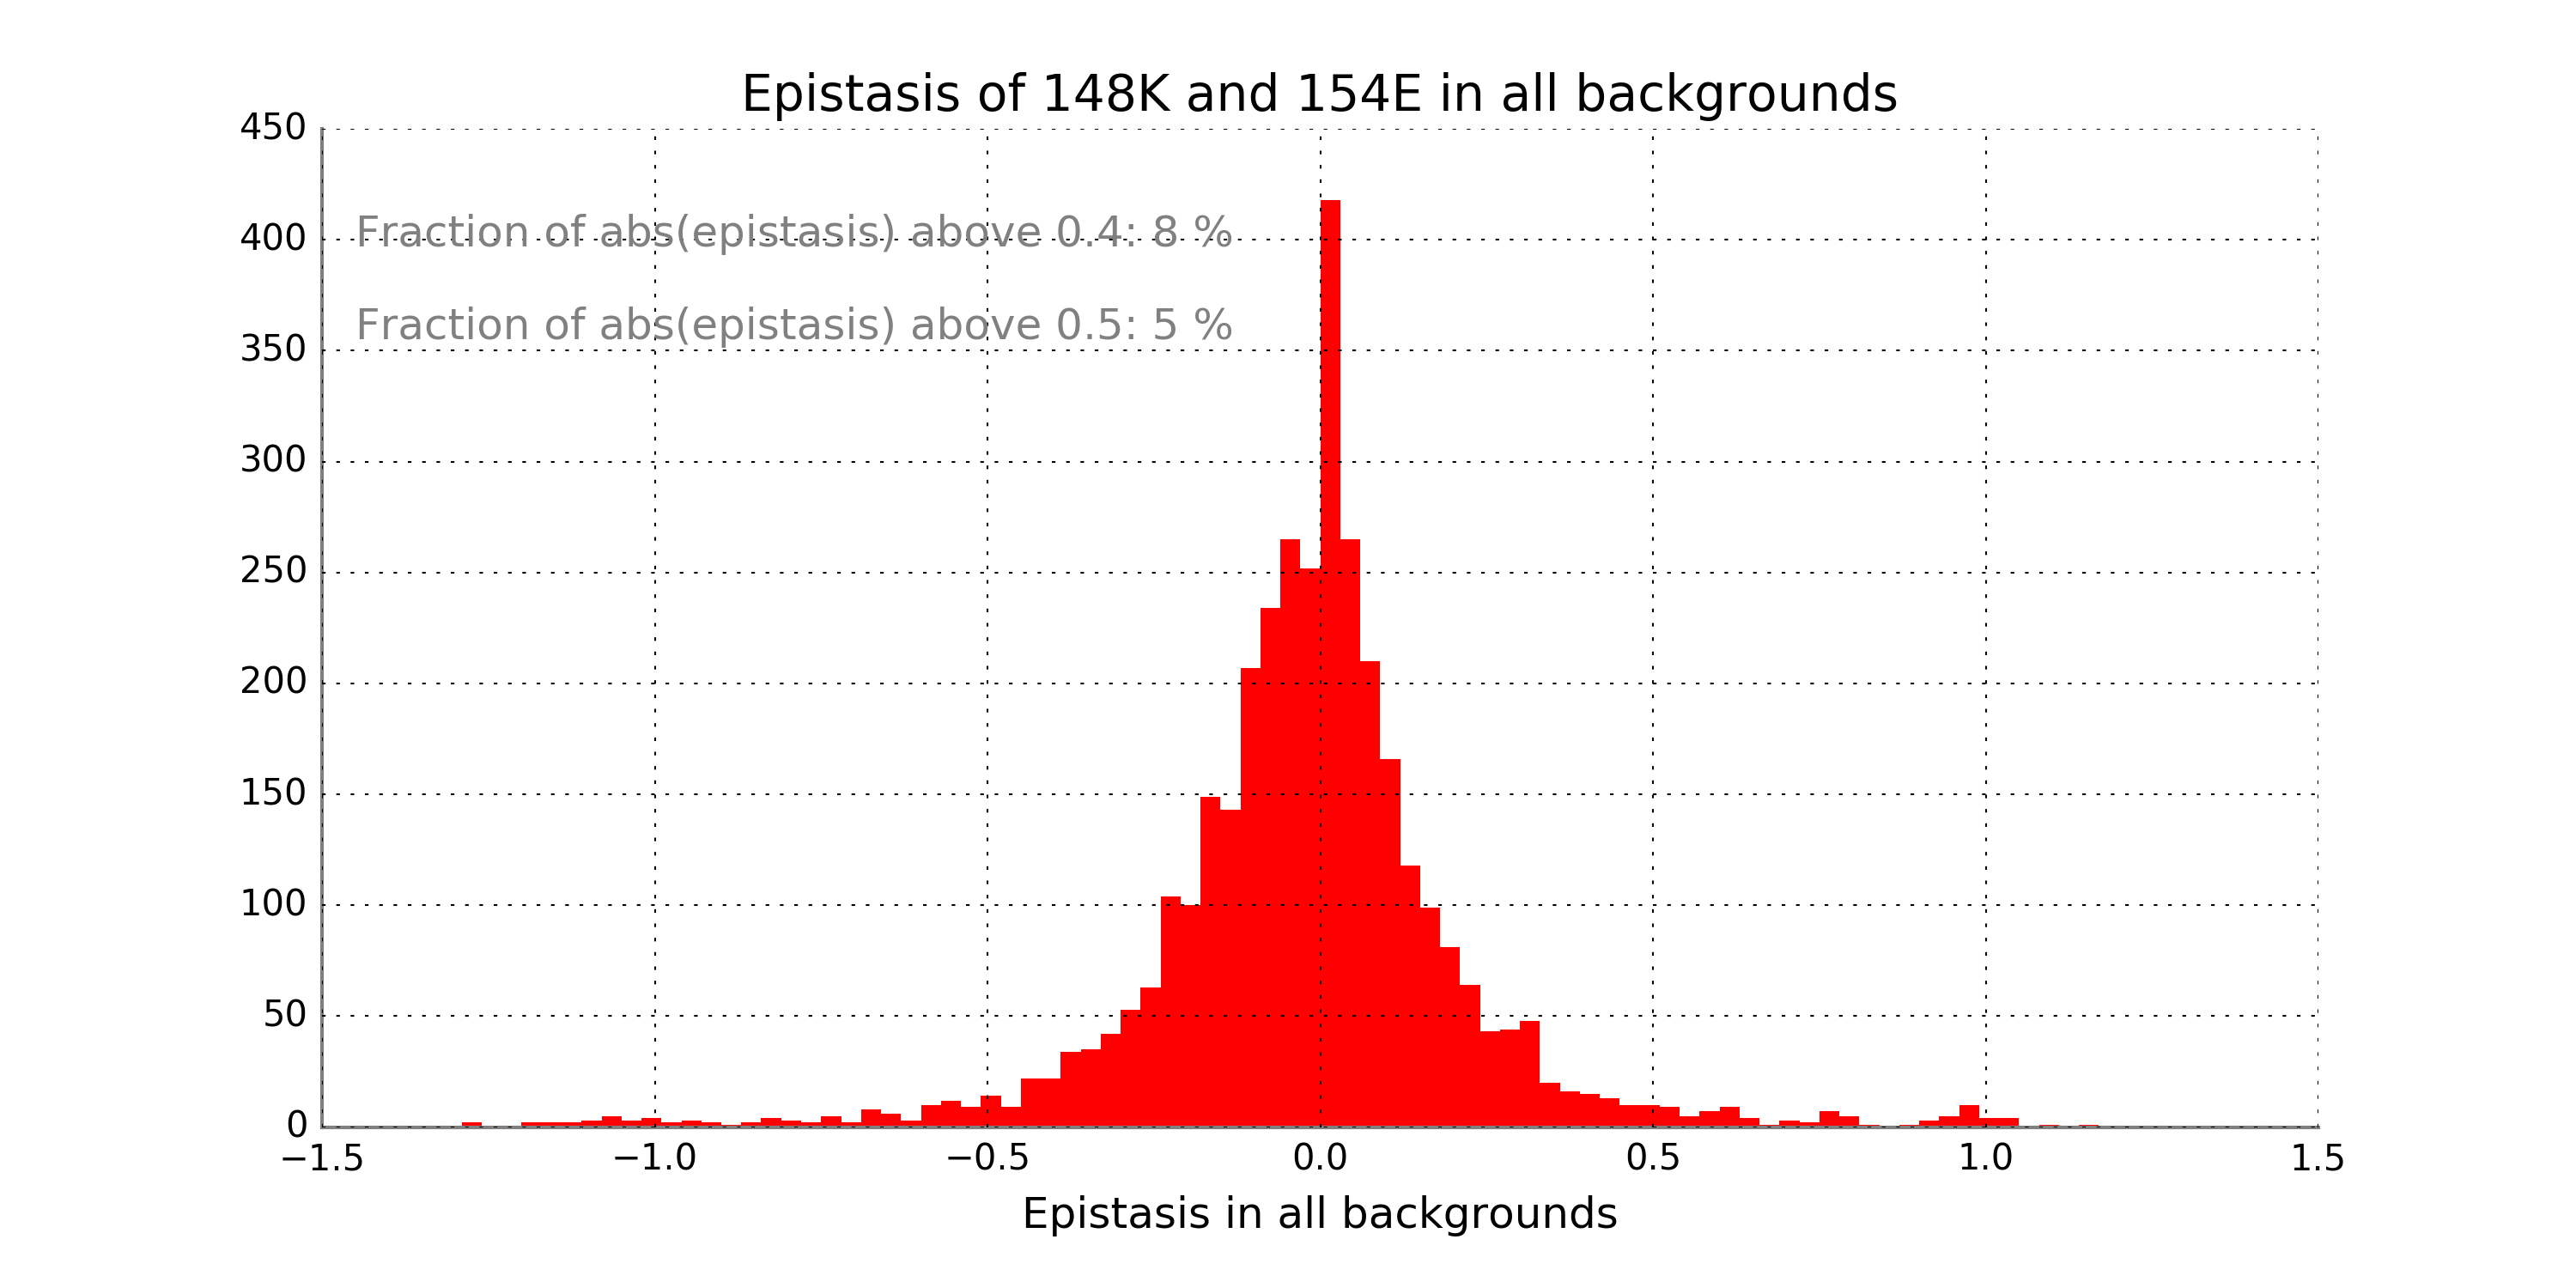 Epistasis of 148K and 154E in all backgrounds
450
400
350
300
250
200
150
100
50
0
Fraction of abs(epistasis) above 0.4: 8 %
Fraction of abs(epistasis) above 0.5: 5 %
−1.5 −1.0 −0.5 0.0 0.5 1.0 1.5
Epistasis in all backgrounds